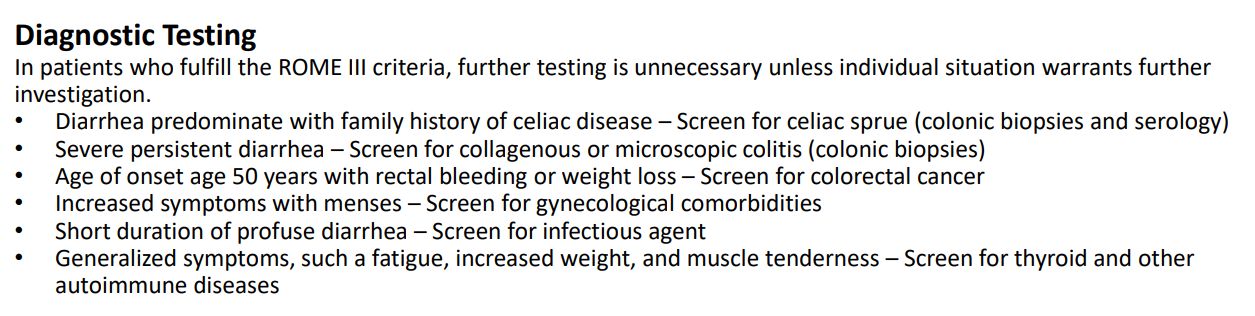 Diagnostic Testing
In patients who fulfill the ROME III criteria, further testing is unnecessary unless individual situation warrants further
investigation.
• Diarrhea predominate with family history of celiac disease – Screen for celiac sprue (colonic biopsies and serology)
• Severe persistent diarrhea – Screen for collagenous or microscopic colitis (colonic biopsies)
• Age of onset age 50 years with rectal bleeding or weight loss – Screen for colorectal cancer
• Increased symptoms with menses – Screen for gynecological comorbidities
• Short duration of profuse diarrhea – Screen for infectious agent
• Generalized symptoms, such a fatigue, increased weight, and muscle tenderness – Screen for thyroid and other
autoimmune diseases